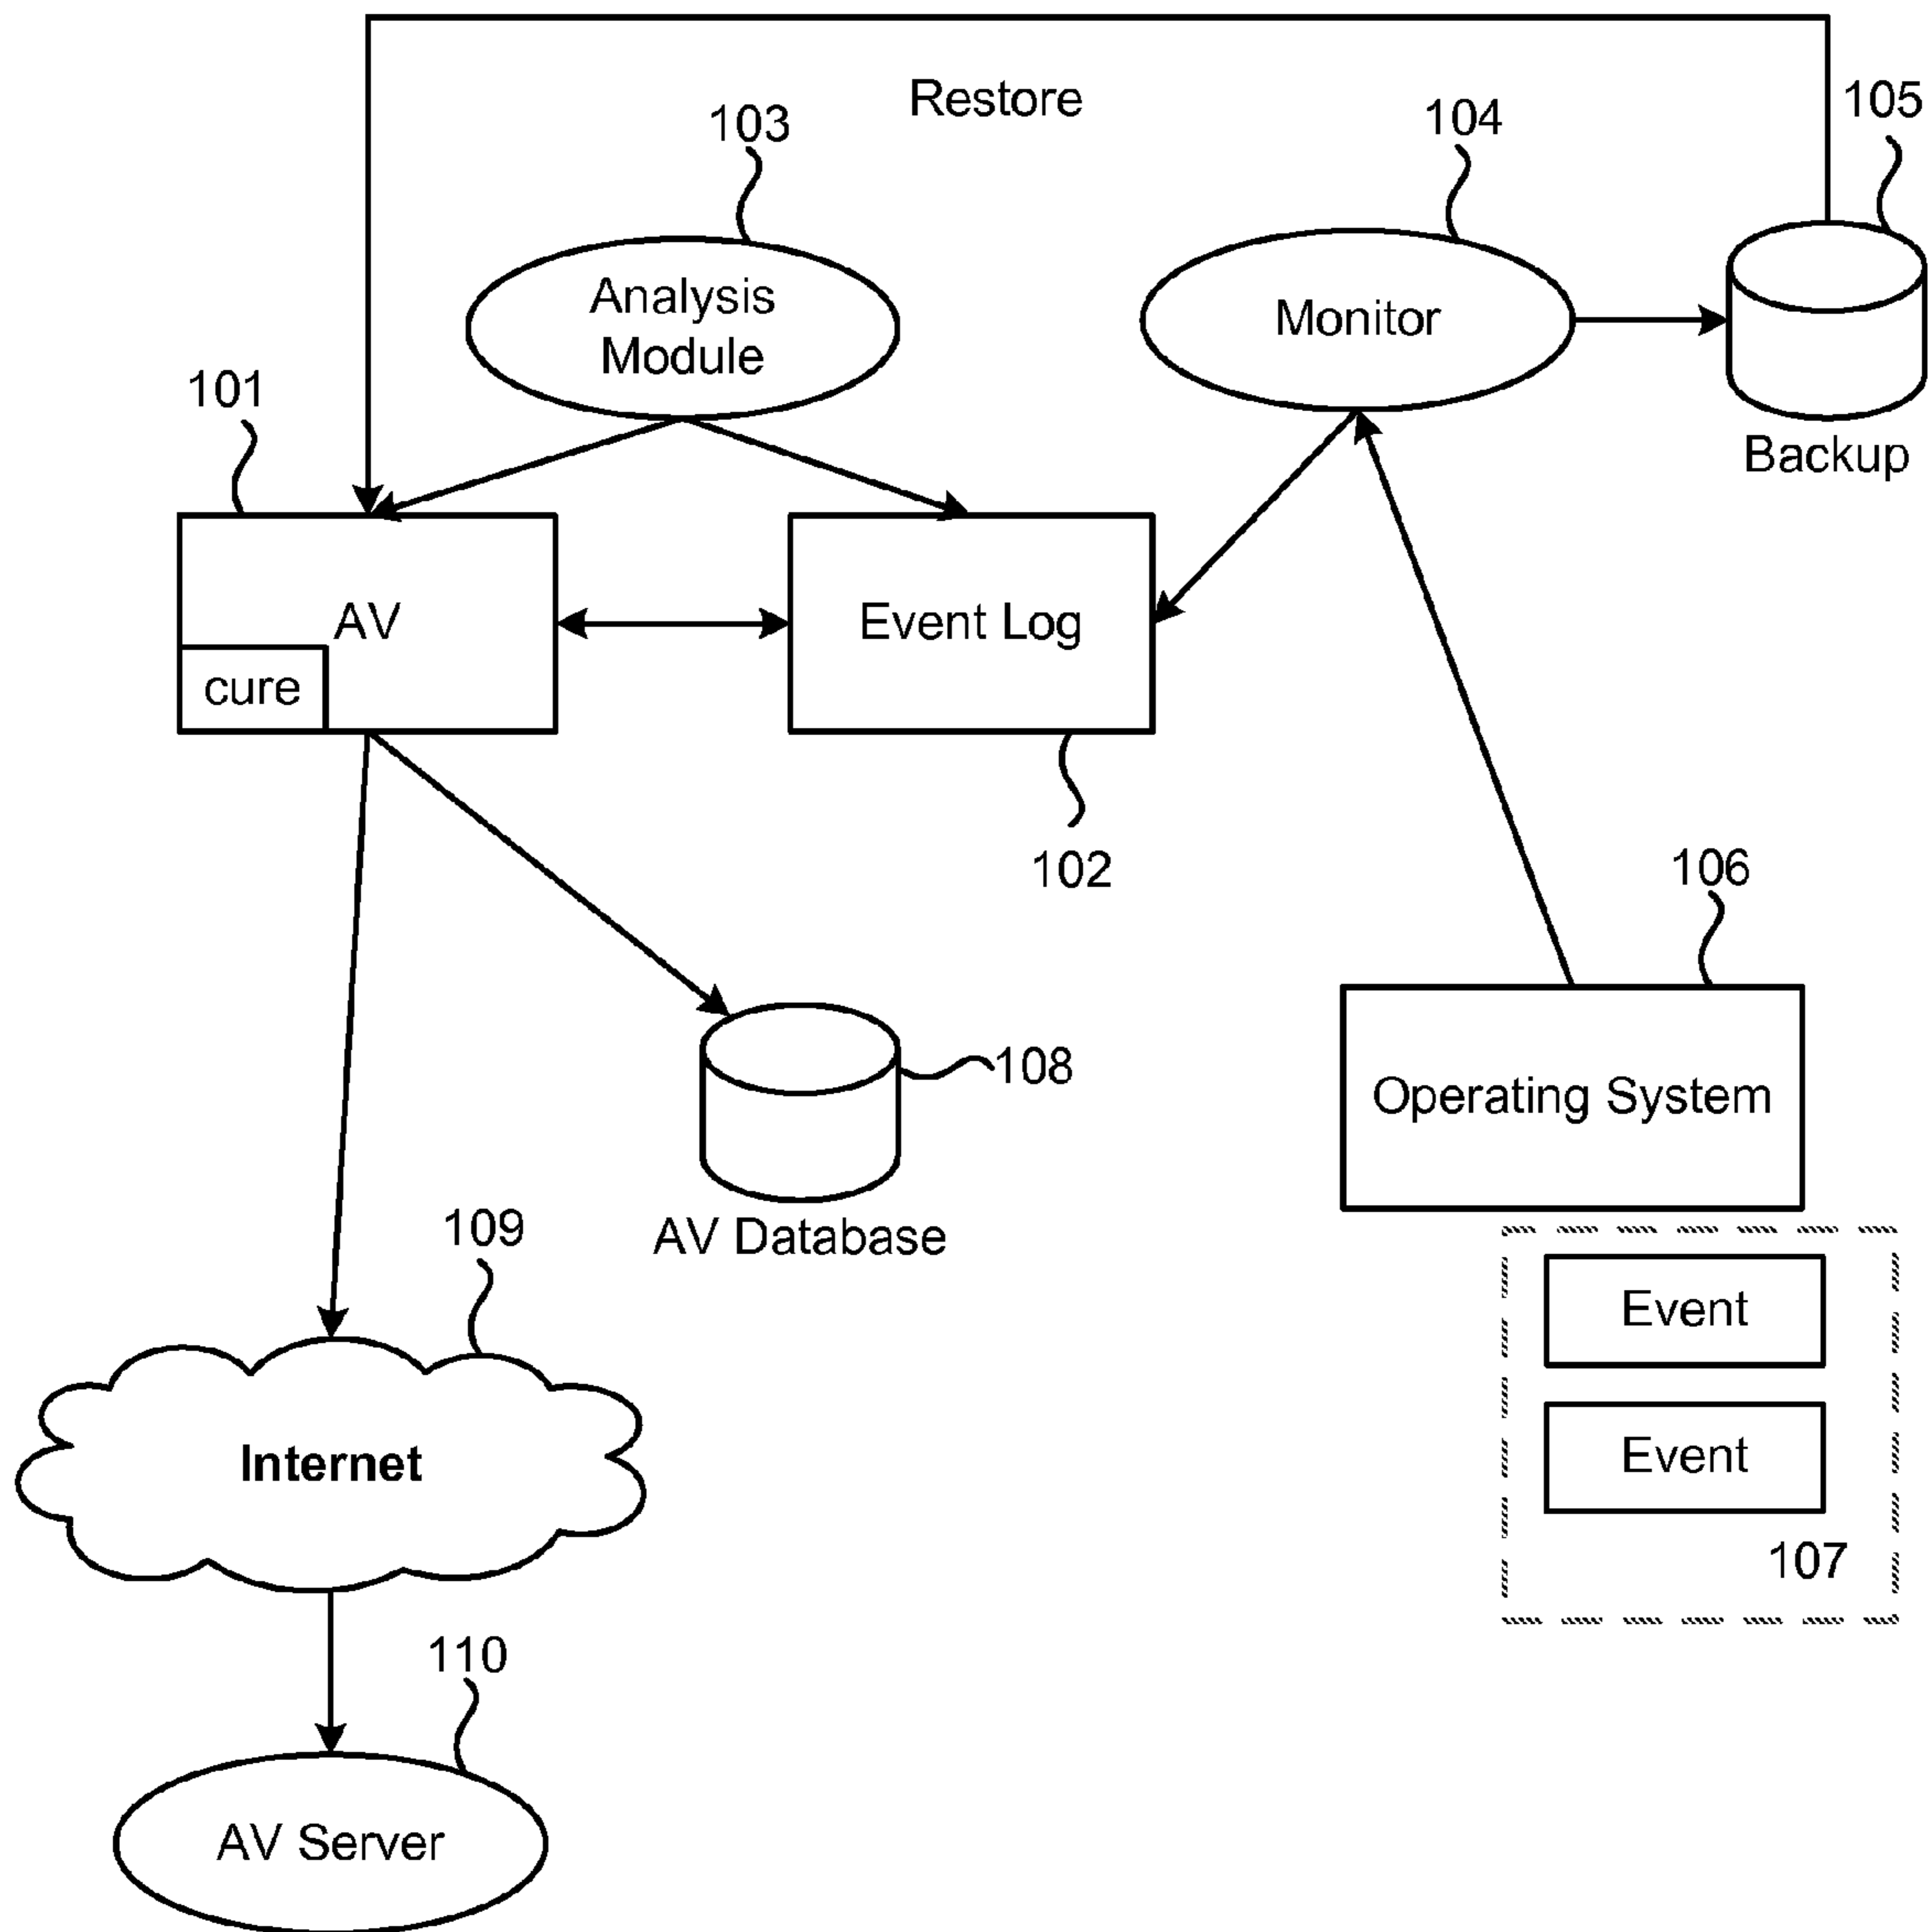 Restore
103
104
105
Analysis
Module
Monitor
101
Backup
AV
cure
Event Log
102
106
108
Operating System
AV Database
109
Event
Internet
Event
107
110
AV Server